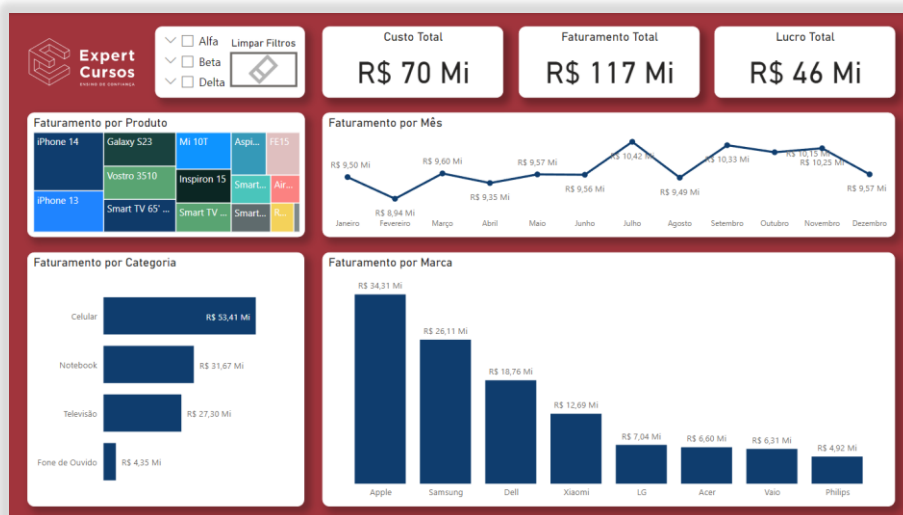 Expert
Cursos
ENSINO DE CONFIANÇA
Alfa
Beta
Delta
Limpar Filtros
Custo Total
R$ 70 Mi
Faturamento Total
R$ 117 Mi
Lucro Total
R$ 46 Mi
Faturamento por Produto
iPhone 14
iPhone 13
Galaxy S23
Vostro 3510
Smart TV 65' ...
Mi 10T
Inspiron 15
Smart TV ...
Aspi...
Smart...
Smart...
FE15
Air...
R...
Faturamento por Mês
R$ 9,50 Mi
R$ 8,94 Mi
R$ 9,60 Mi
R$ 9,35 Mi
R$ 9,57 Mi
R$ 9,56 Mi
R$ 10,42 Mi
R$ 9,49 Mi
R$ 10,33 Mi
R$ 10,15 Mi
R$ 10,25 Mi
R$ 9,57 Mi
Janeiro Fevereiro Março Abril Maio Junho Julho Agosto Setembro Outubro Novembro Dezembro
Faturamento por Categoria
Celular R$ 53,41 Mi
Notebook R$ 31,67 Mi
Televisão R$ 27,30 Mi
Fone de Ouvido R$ 4,35 Mi
Faturamento por Marca
R$ 34,31 Mi
R$ 26,11 Mi
R$ 18,76 Mi
R$ 12,69 Mi
R$ 7,04 Mi
R$ 6,60 Mi
R$ 6,31 Mi
R$ 4,92 Mi
Apple Samsung Dell Xiaomi LG Acer Vaio Philips